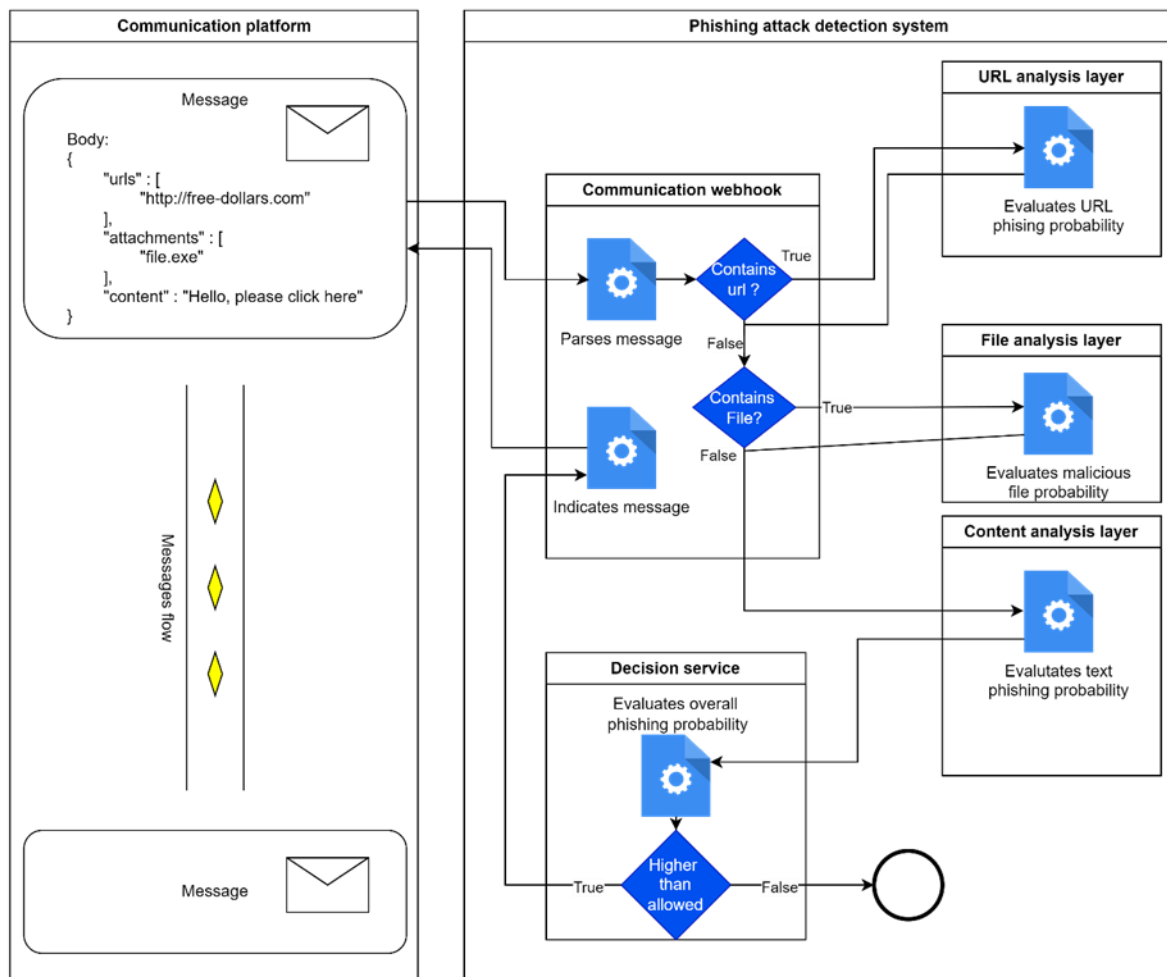 Communication platform
Message
Body:
{
"urls" : [
"http://free-dollars.com"
],
"attachments" : [
"file.exe"
],
"content" : "Hello, please click here"
}
Messages flow
Message
Phishing attack detection system
Communication webhook
Parses message
Contains
url ?
True
False
Contains
File?
True
False
Indicates message
URL analysis layer
Evaluates URL
phising probability
File analysis layer
Evaluates malicious
file probability
Content analysis layer
Evalutates text
phishing probability
Decision service
Evaluates overall
phishing probability
Higher
than
allowed
True
False